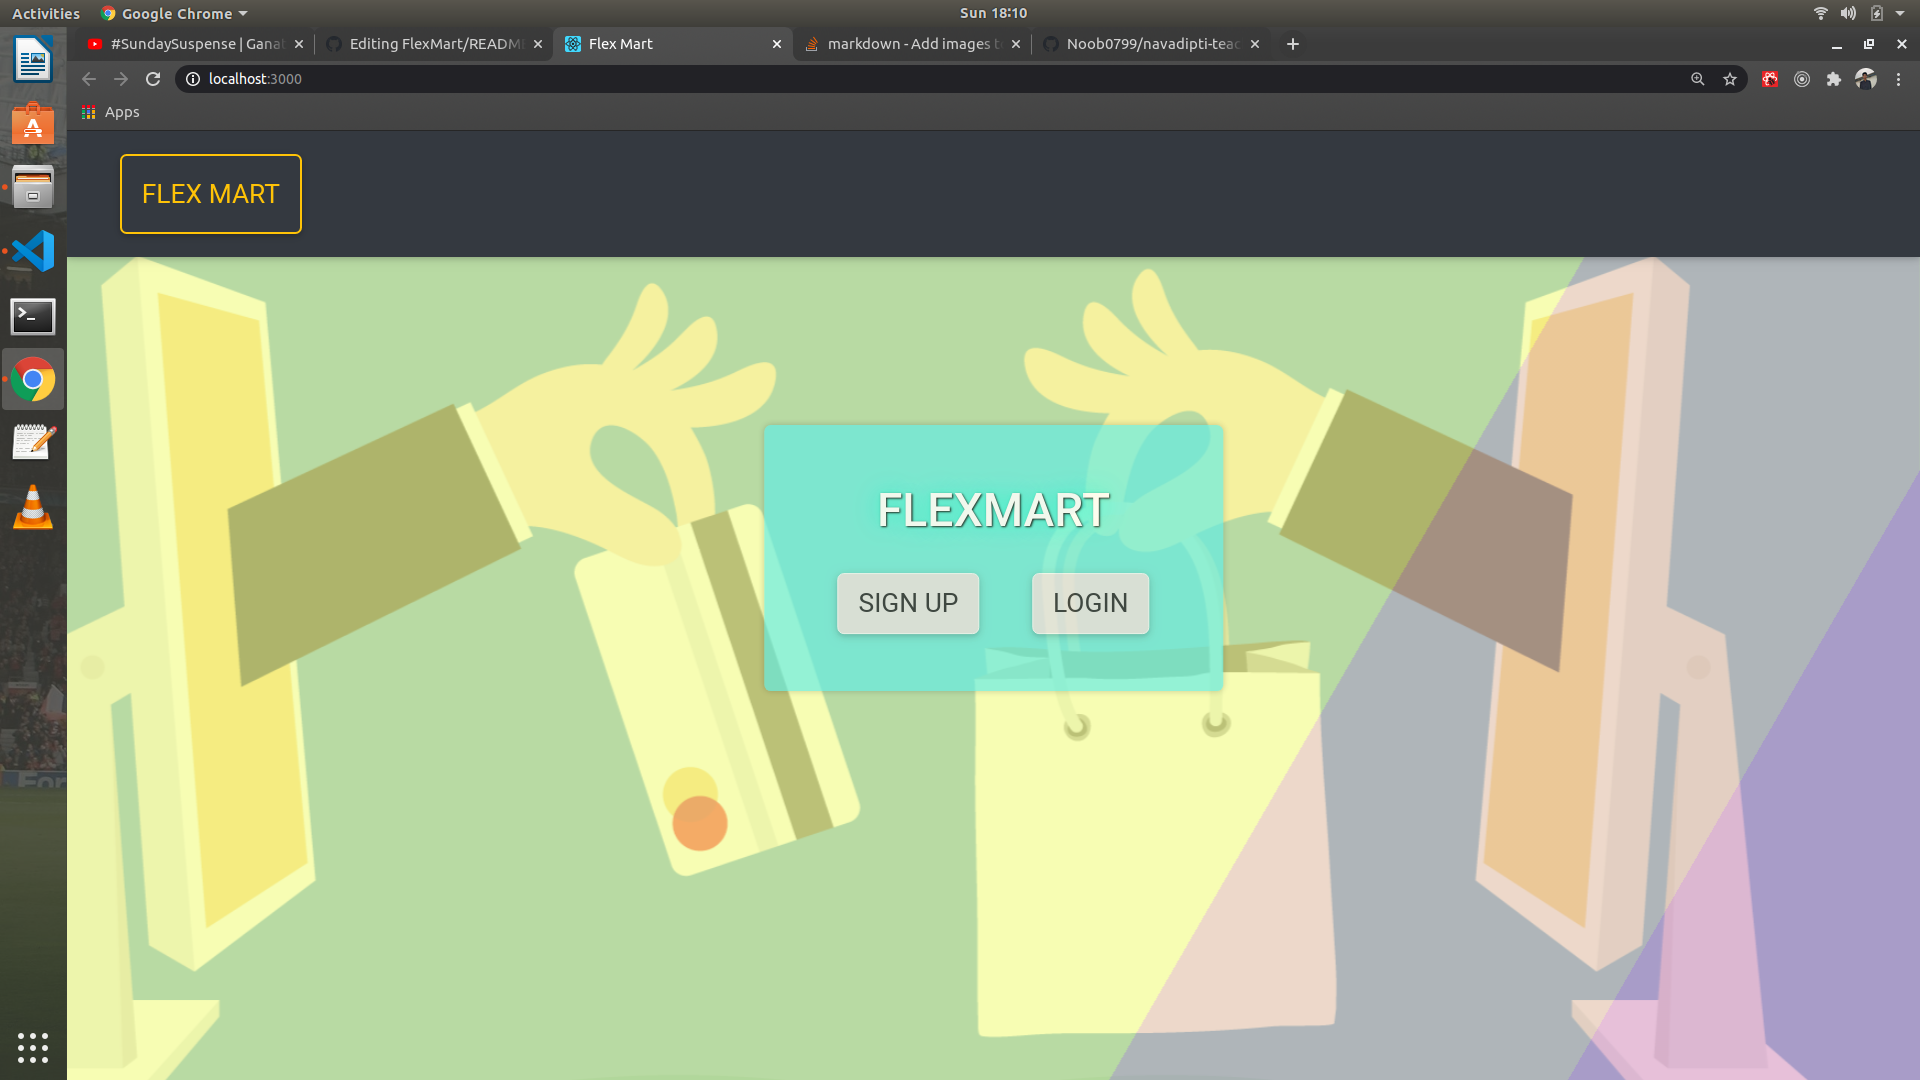 Activities
Google Chrome
Sun 18:10
#SundaySuspense | Ganat
Editing FlexMart/READM
Flex Mart
markdown - Add images t
Noob0799/navadipti-teac
localhost:3000
Apps
FLEX MART
FLEXMART
SIGN UP
LOGIN